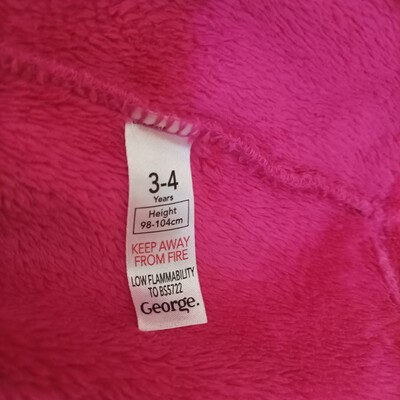 3-4
Years
Height
98-104cm
KEEP AWAY
FROM FIRE
LOW FLAMMABILITY
TO BS5722
George.